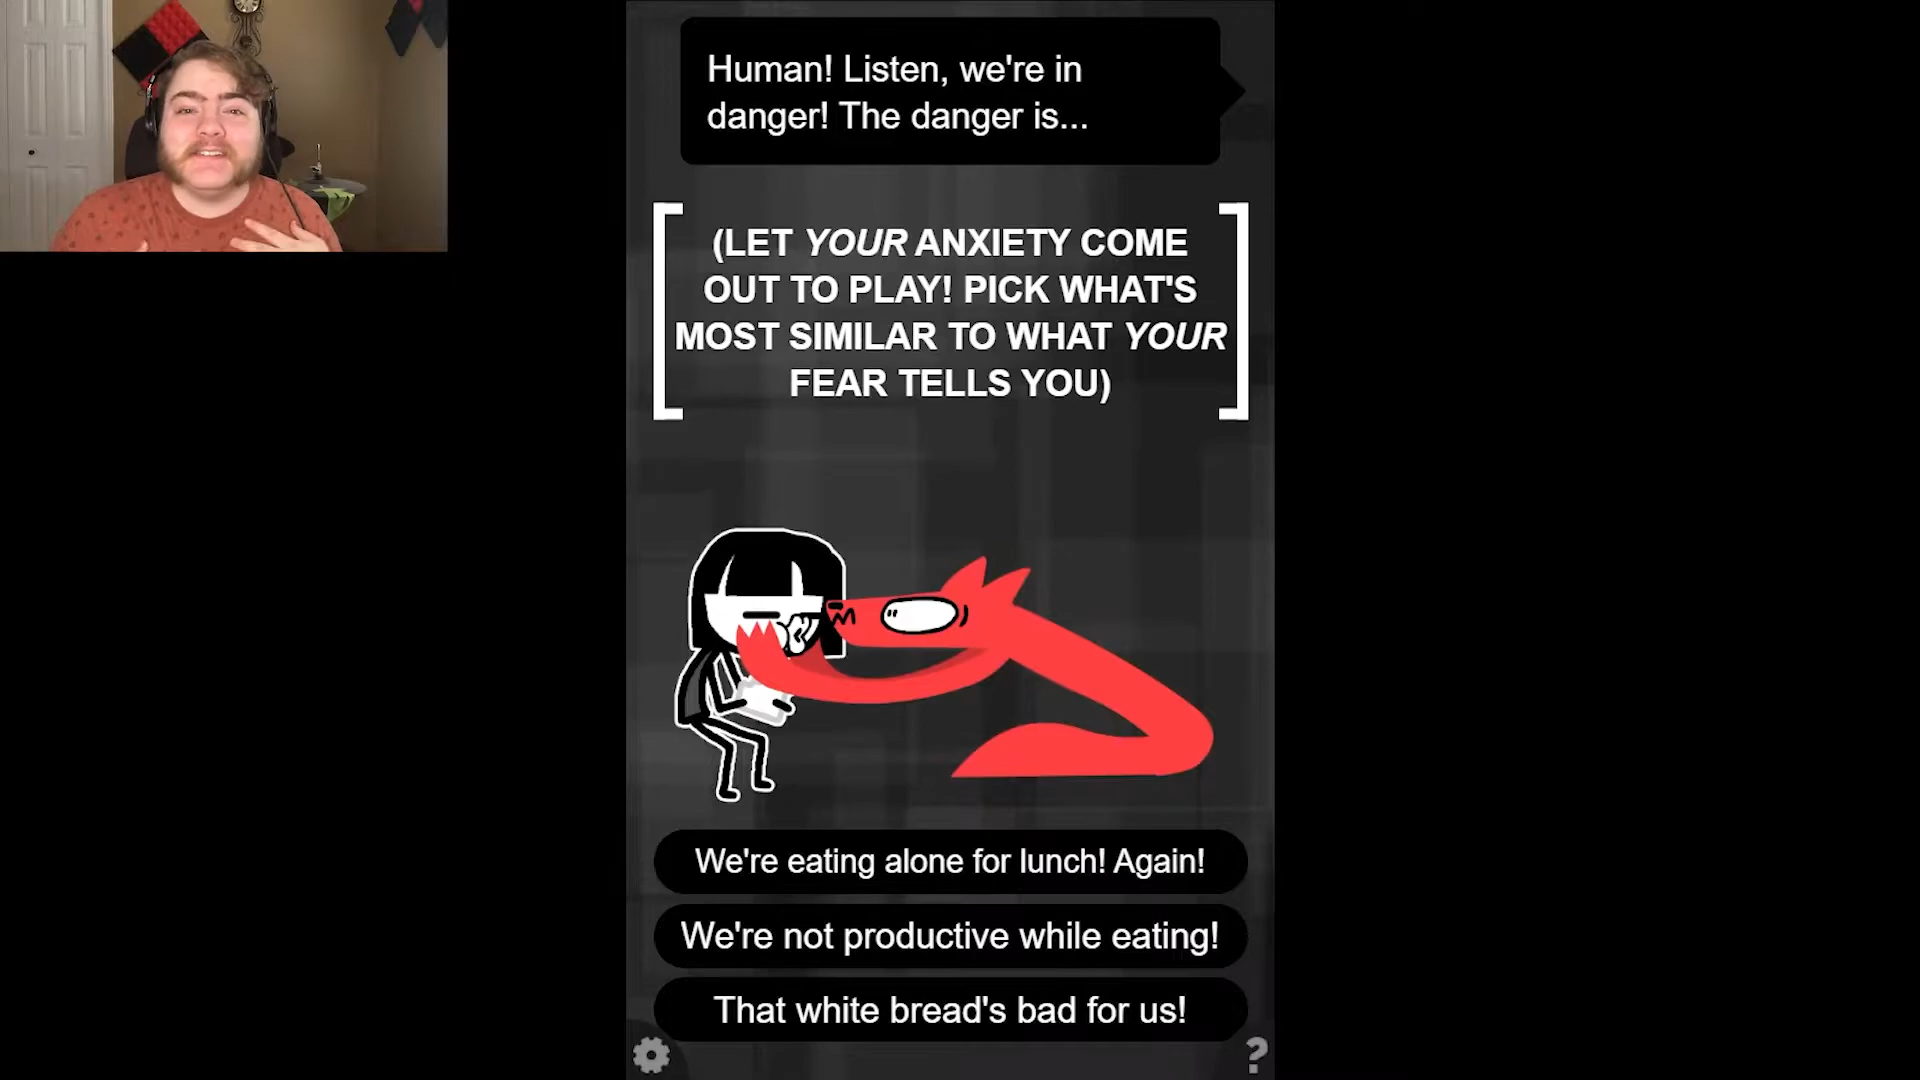 Human! Listen, we're in
danger! The danger is...
(LET YOUR ANXIETY COME
OUT TO PLAY! PICK WHAT'S
MOST SIMILAR TO WHAT YOUR
FEAR TELLS YOU)
We're eating alone for lunch! Again!
We're not productive while eating!
That white bread's bad for us!
?